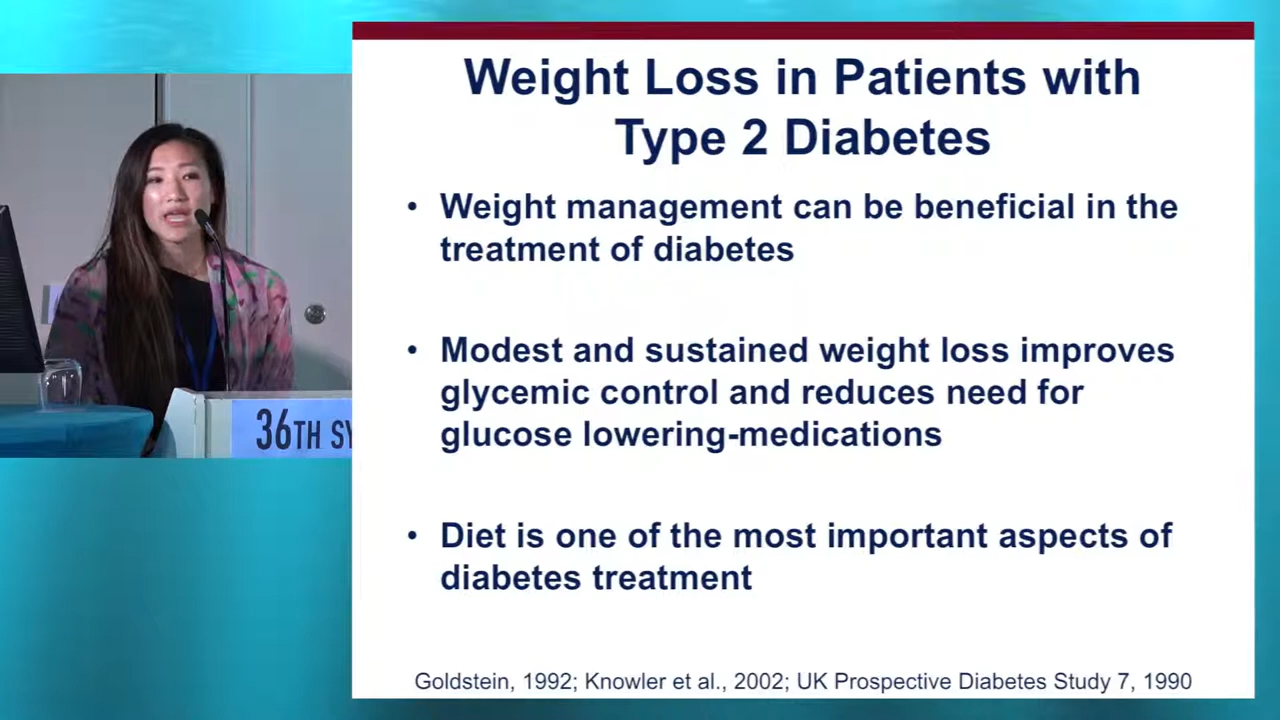 Weight Loss in Patients with
Type 2 Diabetes
• Weight management can be beneficial in the
treatment of diabetes
• Modest and sustained weight loss improves
glycemic control and reduces need for
glucose lowering-medications
• Diet is one of the most important aspects of
diabetes treatment
Goldstein, 1992; Knowler et al., 2002; UK Prospective Diabetes Study 7, 1990
36TH SY